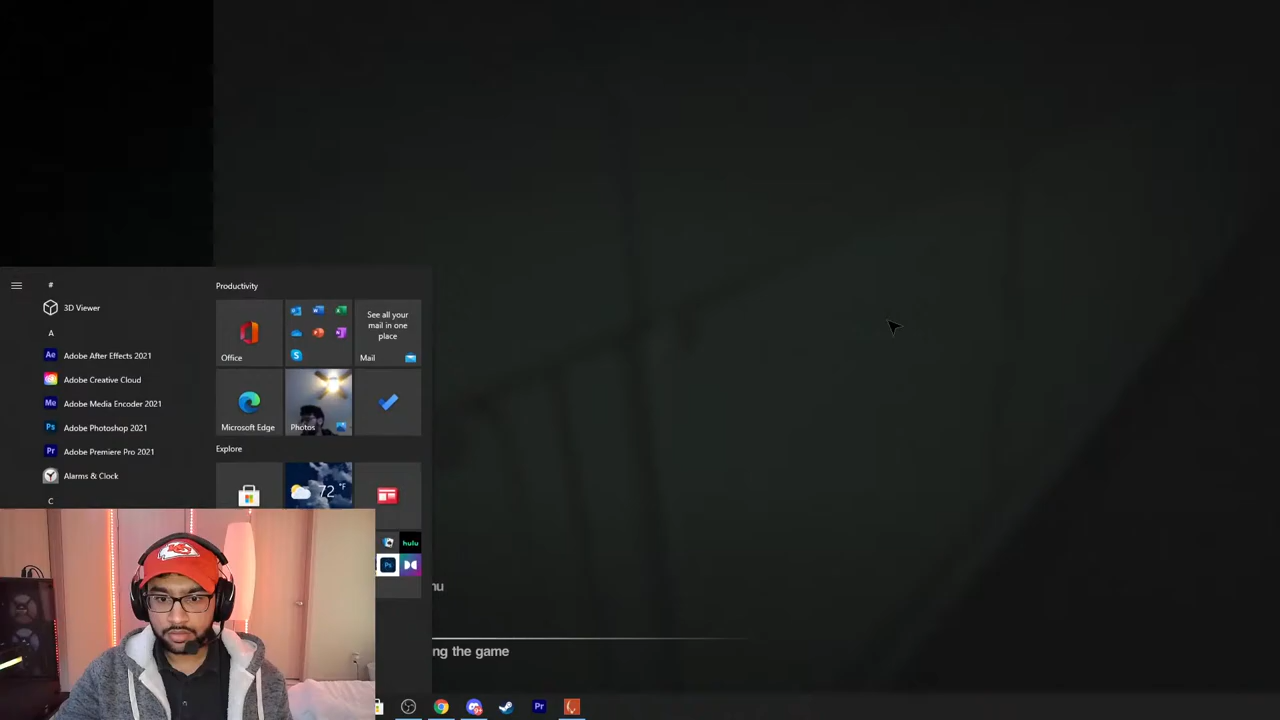 #
3D Viewer
A
Adobe After Effects 2021
Adobe Creative Cloud
Adobe Media Encoder 2021
Adobe Photoshop 2021
Adobe Premiere Pro 2021
Alarms & Clock
C
Productivity
Office
See all
your
mail in one
place
Mail
Microsoft Edge
Photos
Explore
72 °F
hulu
Ps
nu
ng the game
Pr